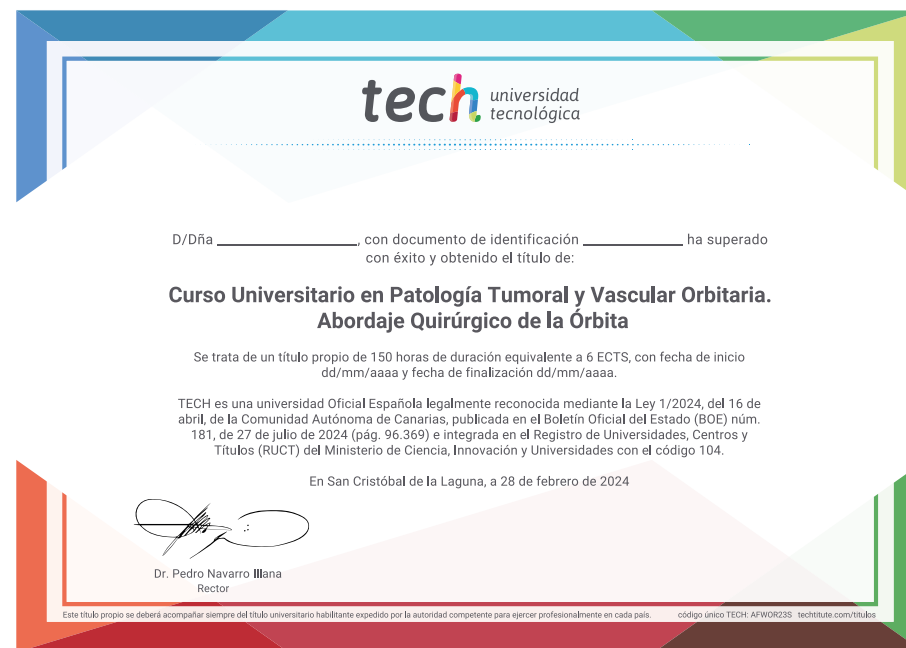 tech universidad
tecnológica
D/Dña ____________________, con documento de identificación ______________ ha superado
con éxito y obtenido el título de:
Curso Universitario en Patología Tumoral y Vascular Orbitaria.
Abordaje Quirúrgico de la Órbita
Se trata de un título propio de 150 horas de duración equivalente a 6 ECTS, con fecha de inicio
dd/mm/aaaa y fecha de finalización dd/mm/aaaa.
TECH es una universidad Oficial Española legalmente reconocida mediante la Ley 1/2024, del 16 de
abril, de la Comunidad Autónoma de Canarias, publicada en el Boletín Oficial del Estado (BOE) núm.
181, de 27 de julio de 2024 (pág. 96.369) e integrada en el Registro de Universidades, Centros y
Títulos (RUCT) del Ministerio de Ciencia, Innovación y Universidades con el código 104.
En San Cristóbal de la Laguna, a 28 de febrero de 2024
Dr. Pedro Navarro Illana
Rector
Este título propio se deberá acompañar siempre del título universitario habilitante expedido por la autoridad competente para ejercer profesionalmente en cada país. código único TECH: AFWOR23S techtitute.com/titulos